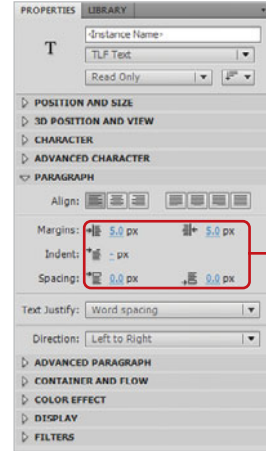 PROPERTIES LIBRARY
T
<Instance Name>
TLF Text
Read Only
POSITION AND SIZE
3D POSITION AND VIEW
CHARACTER
ADVANCED CHARACTER
PARAGRAPH
Align:
Margins: 5.0 px 5.0 px
Indent: - px
Spacing: 0.0 px 0.0 px
Text Justify: Word spacing
Direction: Left to Right
ADVANCED PARAGRAPH
CONTAINER AND FLOW
COLOR EFFECT
DISPLAY
FILTERS